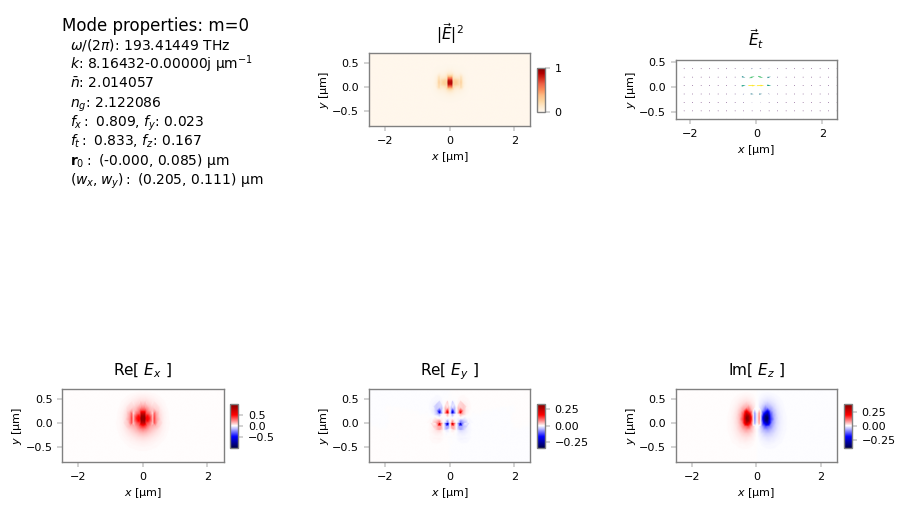 Mode properties: m=0
ω/(2π): 193.41449 THz
k: 8.16432-0.00000j μm⁻¹
n̄: 2.014057
n_g: 2.122086
f_x: 0.809, f_y: 0.023
f_t: 0.833, f_z: 0.167
r₀: (-0.000, 0.085) μm
(w_x, w_y): (0.205, 0.111) μm
|E⃗|²
0.5
0.0
−0.5
y [μm]
−2 0 2
x [μm]
1
0
E⃗_t
0.5
0.0
−0.5
y [μm]
−2 0 2
x [μm]
Re[ E_x ]
0.5
0.0
−0.5
y [μm]
−2 0 2
x [μm]
0.5
0.0
−0.5
Re[ E_y ]
0.5
0.0
−0.5
y [μm]
−2 0 2
x [μm]
0.25
0.00
−0.25
Im[ E_z ]
0.5
0.0
−0.5
y [μm]
−2 0 2
x [μm]
0.25
0.00
−0.25